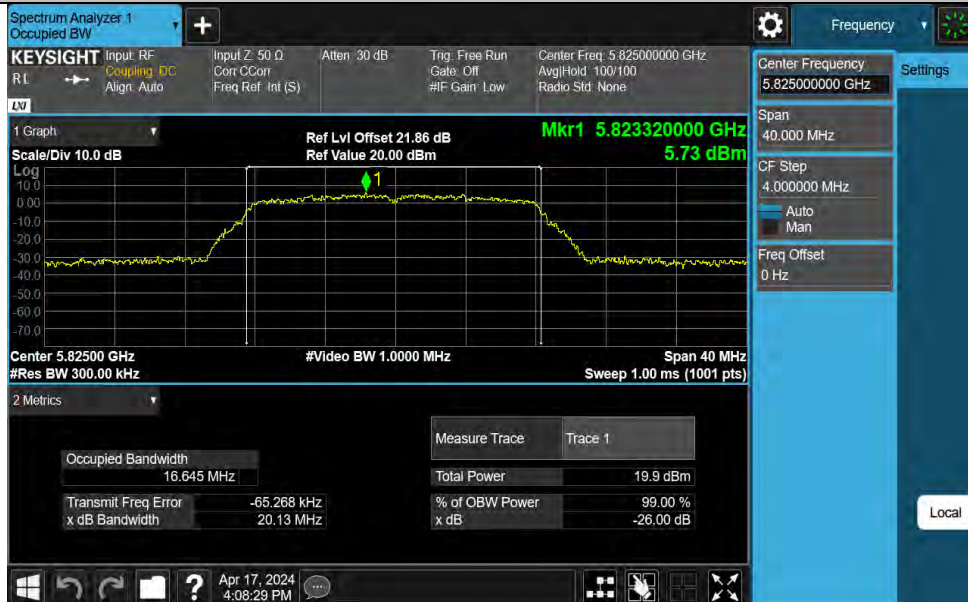 Spectrum Analyzer 1
Occupied BW
Frequency
KEYSIGHT Input: RF
Coupling: DC
Align: Auto
Input Z: 50 Ω
Corr CCorr
Freq Ref: Int (S)
Atten: 30 dB
Trig: Free Run
Gate: Off
#IF Gain: Low
Center Freq: 5.825000000 GHz
Avg|Hold: 100/100
Radio Std: None
LXI
Center Frequency
5.825000000 GHz
Settings
Span
40.000 MHz
CF Step
4.000000 MHz
Auto
Man
Freq Offset
0 Hz
1 Graph
Ref Lvl Offset 21.86 dB
Mkr1 5.823320000 GHz
Scale/Div 10.0 dB
Ref Value 20.00 dBm
5.73 dBm
Log
10.0
0.00
-10.0
-20.0
-30.0
-40.0
-50.0
-60.0
-70.0
1
Center 5.82500 GHz
#Video BW 1.0000 MHz
Span 40 MHz
#Res BW 300.00 kHz
Sweep 1.00 ms (1001 pts)
2 Metrics
Measure Trace Trace 1
Occupied Bandwidth
16.645 MHz
Total Power 19.9 dBm
Transmit Freq Error -65.268 kHz
% of OBW Power 99.00 %
x dB Bandwidth 20.13 MHz
x dB -26.00 dB
Local
?
Apr 17, 2024
4:08:29 PM